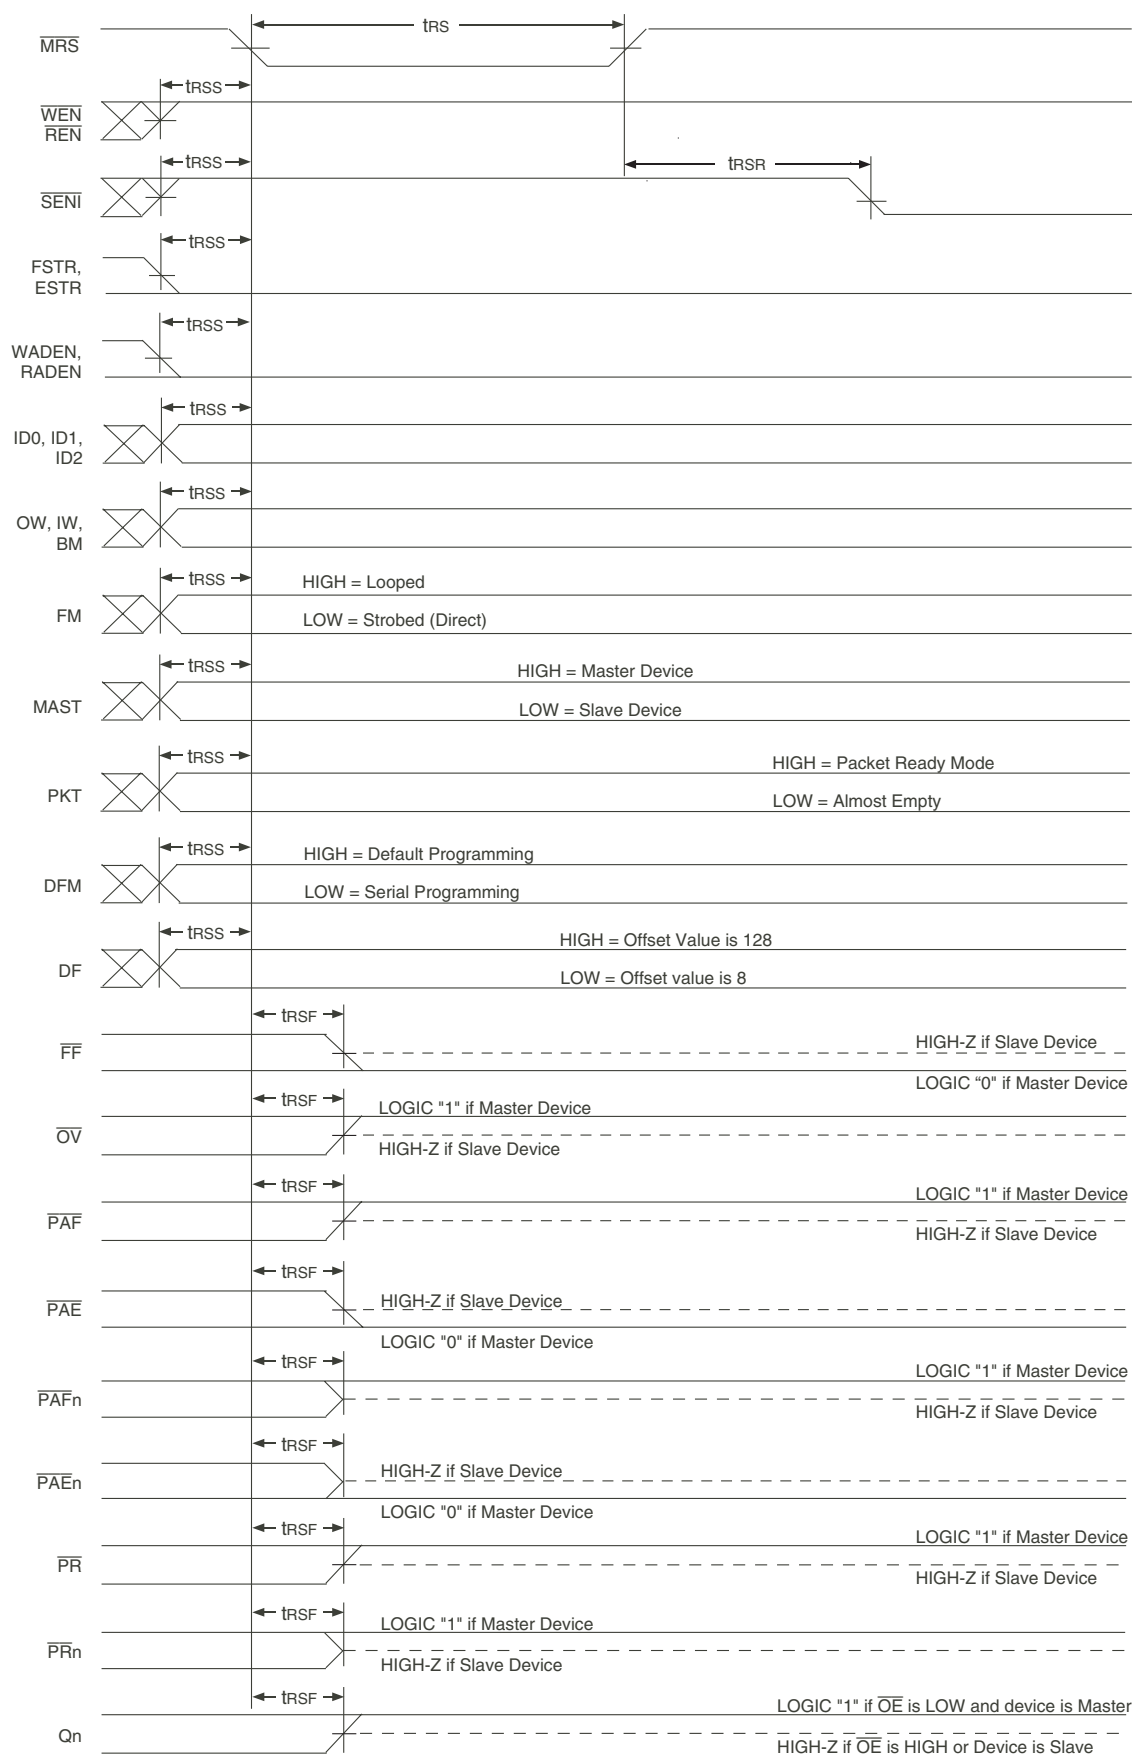 tRS
MRS
tRSS
WEN
REN
tRSS
tRSR
SENI
tRSS
FSTR,
ESTR
tRSS
WADEN,
RADEN
tRSS
ID0, ID1,
ID2
tRSS
OW, IW,
BM
tRSS
HIGH = Looped
FM
LOW = Strobed (Direct)
tRSS
HIGH = Master Device
MAST
LOW = Slave Device
tRSS
HIGH = Packet Ready Mode
PKT
LOW = Almost Empty
tRSS
HIGH = Default Programming
DFM
LOW = Serial Programming
tRSS
HIGH = Offset Value is 128
DF
LOW = Offset value is 8
tRSF
FF
HIGH-Z if Slave Device
LOGIC “0" if Master Device
tRSF
LOGIC "1" if Master Device
OV
HIGH-Z if Slave Device
tRSF
LOGIC "1" if Master Device
PAF
HIGH-Z if Slave Device
tRSF
PAE
HIGH-Z if Slave Device
LOGIC "0" if Master Device
tRSF
LOGIC "1" if Master Device
PAFn
HIGH-Z if Slave Device
tRSF
HIGH-Z if Slave Device
PAEn
LOGIC "0" if Master Device
tRSF
LOGIC "1" if Master Device
PR
HIGH-Z if Slave Device
tRSF
LOGIC "1" if Master Device
PRn
HIGH-Z if Slave Device
tRSF
LOGIC "1" if OE is LOW and device is Master
Qn
HIGH-Z if OE is HIGH or Device is Slave